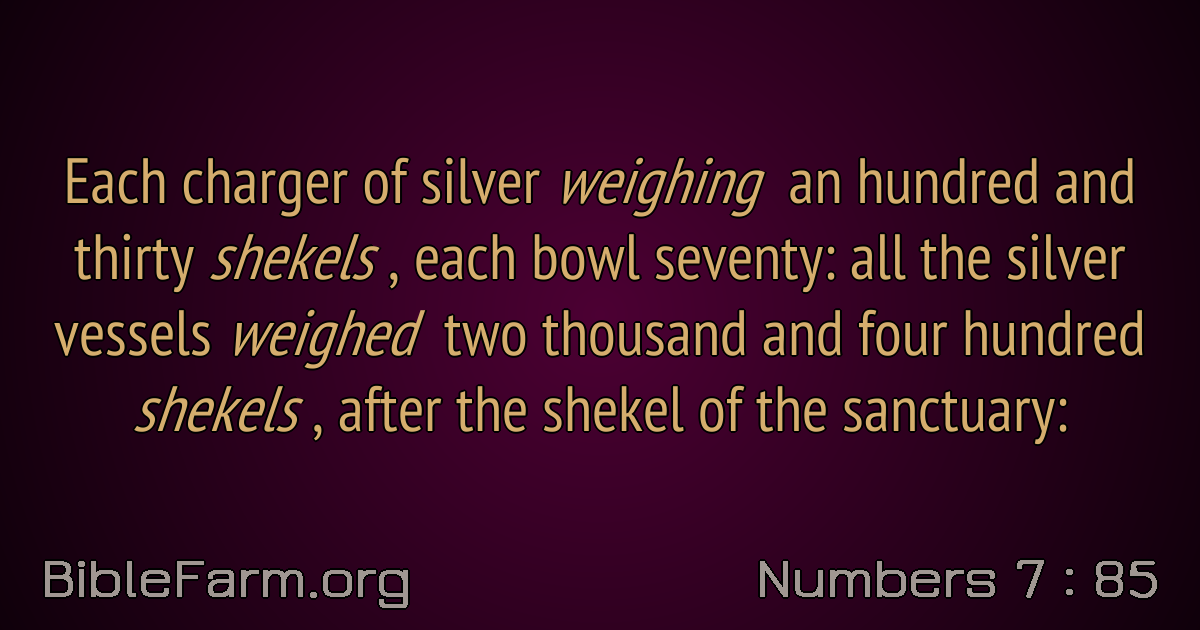 Each charger of silver weighing an hundred and
thirty shekels , each bowl seventy: all the silver
vessels weighed two thousand and four hundred
shekels , after the shekel of the sanctuary:
BibleFarm.org
Numbers 7 : 85